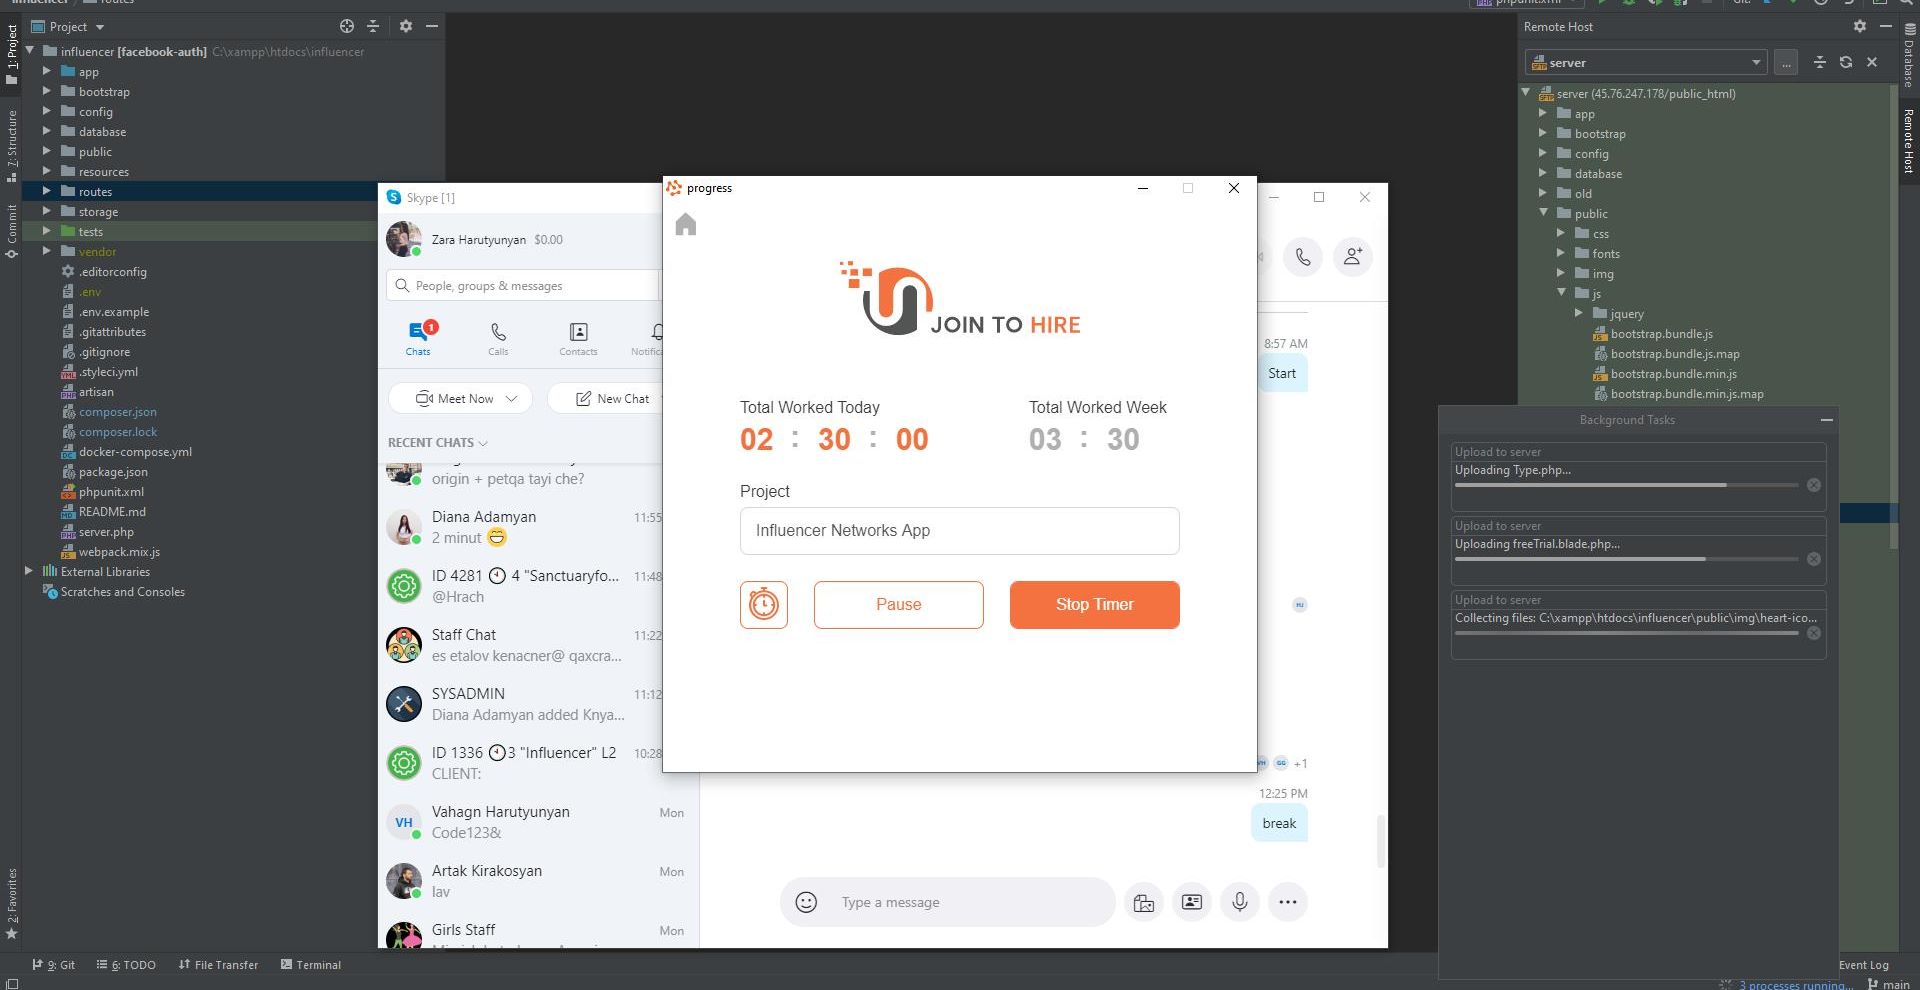 influencer / routes
phpunit.xml
Git:
Project
influencer [facebook-auth] C:\xampp\htdocs\influencer
app
bootstrap
config
database
public
resources
routes
storage
tests
vendor
.editorconfig
.env
.env.example
.gitattributes
.gitignore
.styleci.yml
artisan
composer.json
composer.lock
docker-compose.yml
package.json
phpunit.xml
README.md
server.php
webpack.mix.js
External Libraries
Scratches and Consoles
1: Project
7: Structure
Commit
2: Favorites
Skype [1]
Zara Harutyunyan $0.00
People, groups & messages
1
Chats
Calls
Contacts
Notific
Meet Now
New Chat
RECENT CHATS
origin + petqa tayi che?
Diana Adamyan 11:55
2 minut 😄
ID 4281 🕙 4 "Sanctuaryfo... 11:48
@Hrach
Staff Chat 11:22
es etalov kenacner@ qaxcra...
SYSADMIN 11:12
Diana Adamyan added Knya...
ID 1336 🕙3 "Influencer" L2 10:28
CLIENT:
VH
Vahagn Harutyunyan Mon
Code123&
Artak Kirakosyan Mon
lav
Girls Staff Mon
progress
JOIN TO HIRE
Total Worked Today
02 : 30 : 00
Total Worked Week
03 : 30
Project
Influencer Networks App
Pause
Stop Timer
8:57 AM
Start
HJ
VH GG +1
12:25 PM
break
Type a message
Remote Host
server
...
server (45.76.247.178/public_html)
app
bootstrap
config
database
old
public
css
fonts
img
js
jquery
bootstrap.bundle.js
bootstrap.bundle.js.map
bootstrap.bundle.min.js
bootstrap.bundle.min.js.map
Database
Remote Host
Background Tasks
Upload to server
Uploading Type.php...
Upload to server
Uploading freeTrial.blade.php...
Upload to server
Collecting files: C:\xampp\htdocs\influencer\public\img\heart-ico...
9: Git
6: TODO
File Transfer
Terminal
Event Log
3 processes running...
main